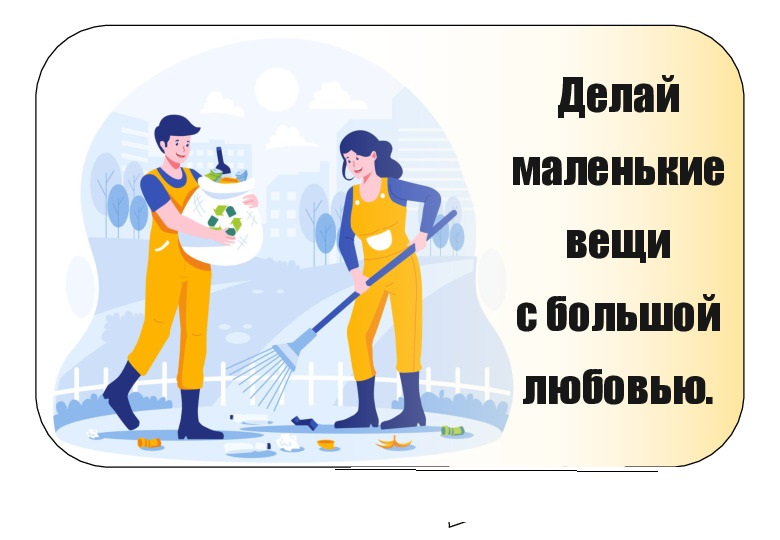 Делай
маленькие
вещи
с большой
любовью.